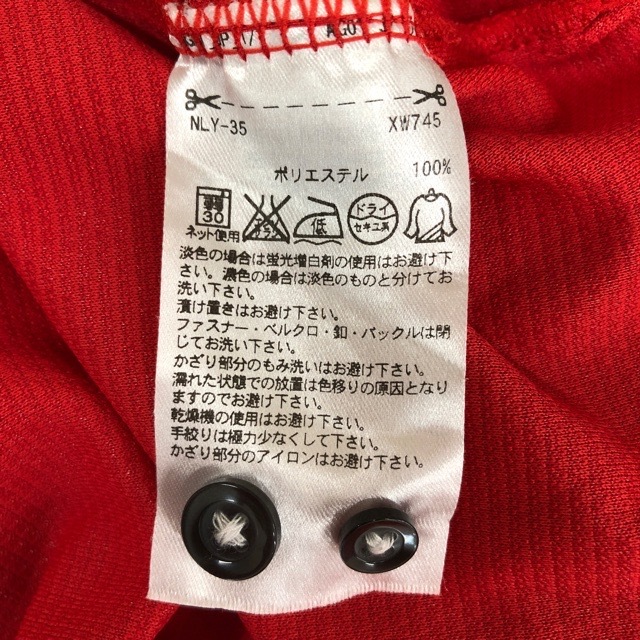 NLY-35 XW745
ポリエステル 100%
30 エンソサラシ 低 ドライ
ネット使用 セキユ系
淡色の場合は蛍光増白剤の使用はお避け下
さい。濃色の場合は淡色のものと分けてお
洗い下さい。
漬け置きはお避け下さい。
ファスナー・ベルクロ・釦・バックルは閉
じてお洗い下さい。
かざり部分のもみ洗いはお避け下さい。
濡れた状態での放置は色移りの原因となり
ますのでお避け下さい。
乾燥機の使用はお避け下さい。
手絞りは極力少なくして下さい。
かざり部分のアイロンはお避け下さい。